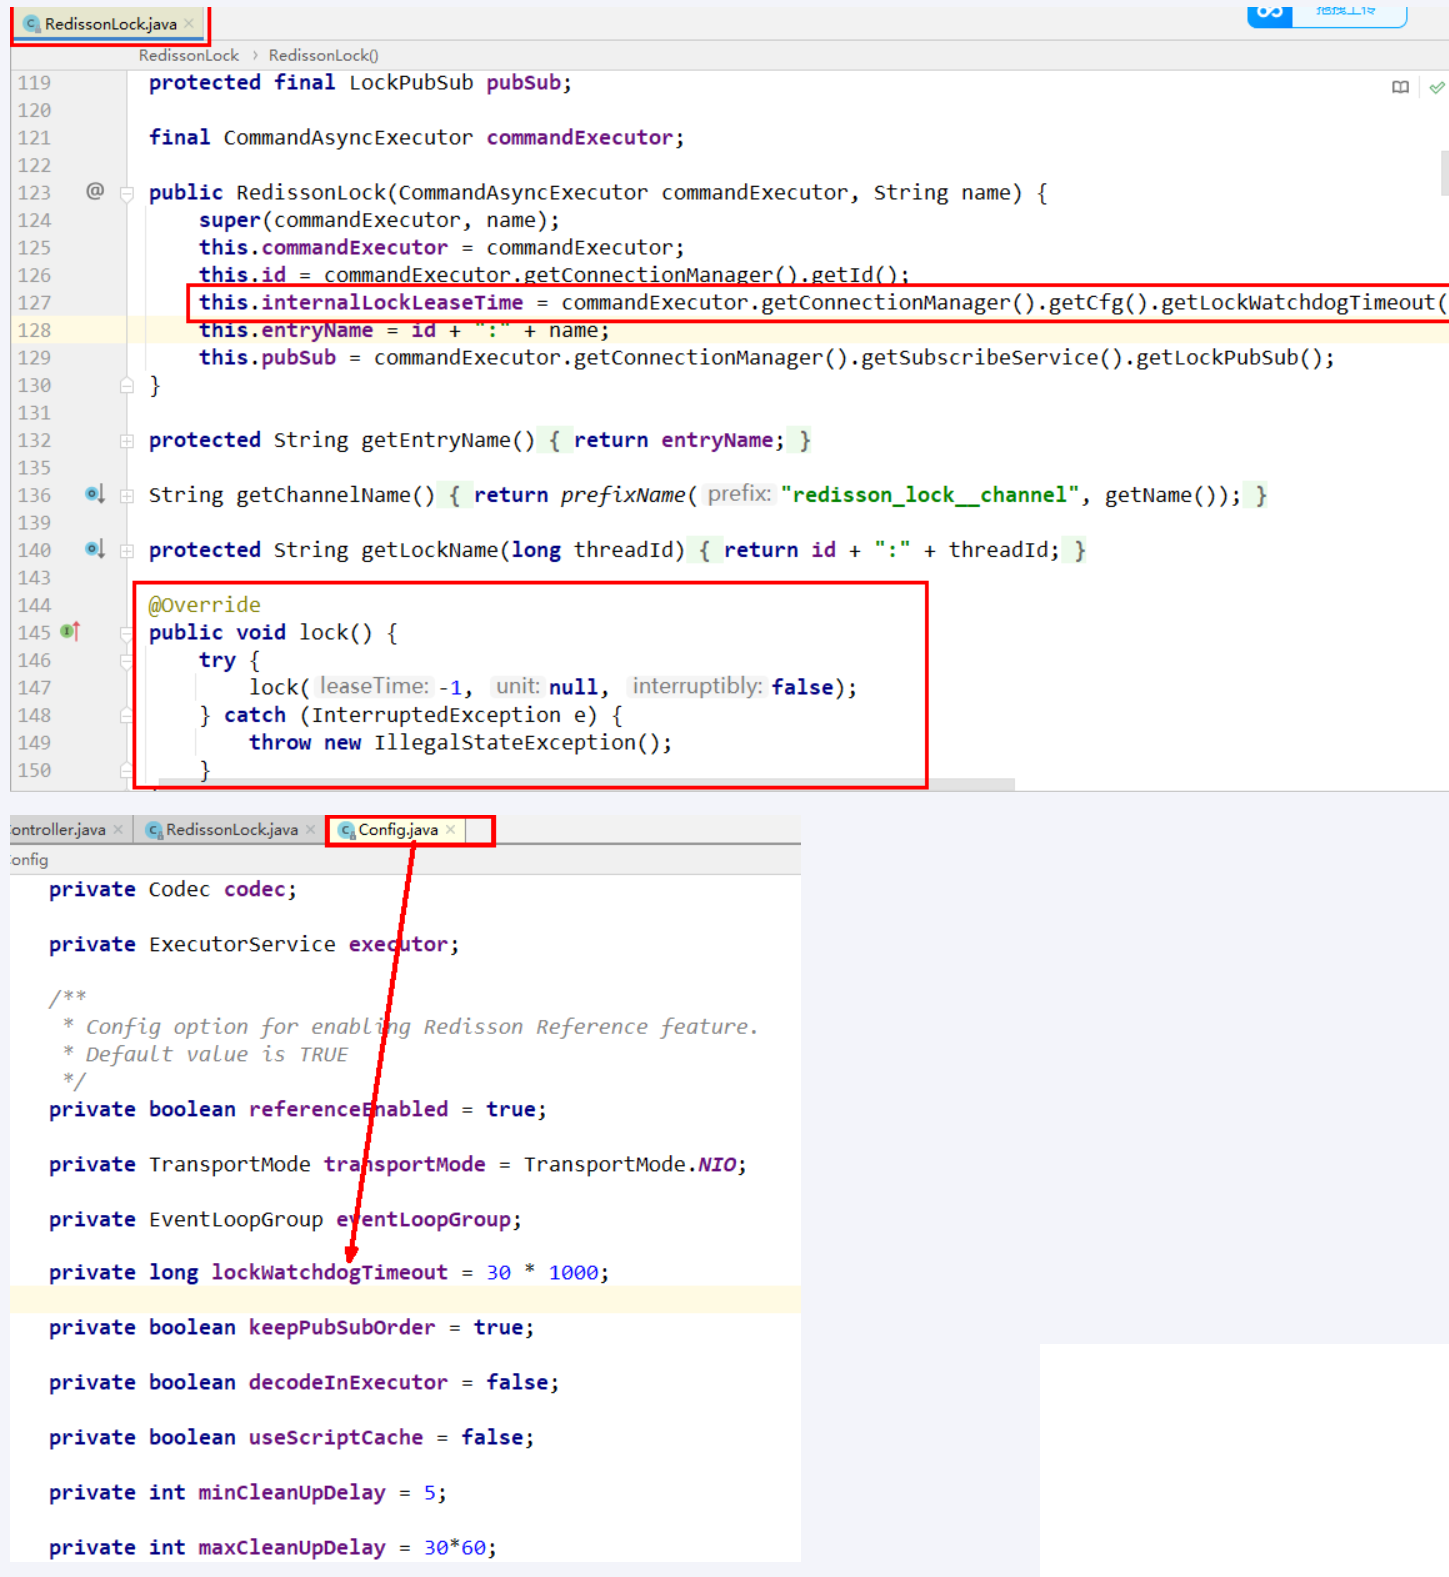 RedissonLock.java
拖拽上传
RedissonLock › RedissonLock()
119 protected final LockPubSub pubSub;
120
121 final CommandAsyncExecutor commandExecutor;
122
123 @ public RedissonLock(CommandAsyncExecutor commandExecutor, String name) {
124 super(commandExecutor, name);
125 this.commandExecutor = commandExecutor;
126 this.id = commandExecutor.getConnectionManager().getId();
127 this.internalLockLeaseTime = commandExecutor.getConnectionManager().getCfg().getLockWatchdogTimeout(
128 this.entryName = id + ":" + name;
129 this.pubSub = commandExecutor.getConnectionManager().getSubscribeService().getLockPubSub();
130 }
131
132 protected String getEntryName() { return entryName; }
135
136 String getChannelName() { return prefixName( prefix: "redisson_lock__channel", getName()); }
139
140 protected String getLockName(long threadId) { return id + ":" + threadId; }
143
144 @Override
145 public void lock() {
146 try {
147 lock( leaseTime: -1, unit: null, interruptibly: false);
148 } catch (InterruptedException e) {
149 throw new IllegalStateException();
150 }
ontroller.java RedissonLock.java Config.java
onfig
private Codec codec;
private ExecutorService executor;
/**
* Config option for enabling Redisson Reference feature.
* Default value is TRUE
*/
private boolean referenceEnabled = true;
private TransportMode transportMode = TransportMode.NIO;
private EventLoopGroup eventLoopGroup;
private long lockWatchdogTimeout = 30 * 1000;
private boolean keepPubSubOrder = true;
private boolean decodeInExecutor = false;
private boolean useScriptCache = false;
private int minCleanUpDelay = 5;
private int maxCleanUpDelay = 30*60;